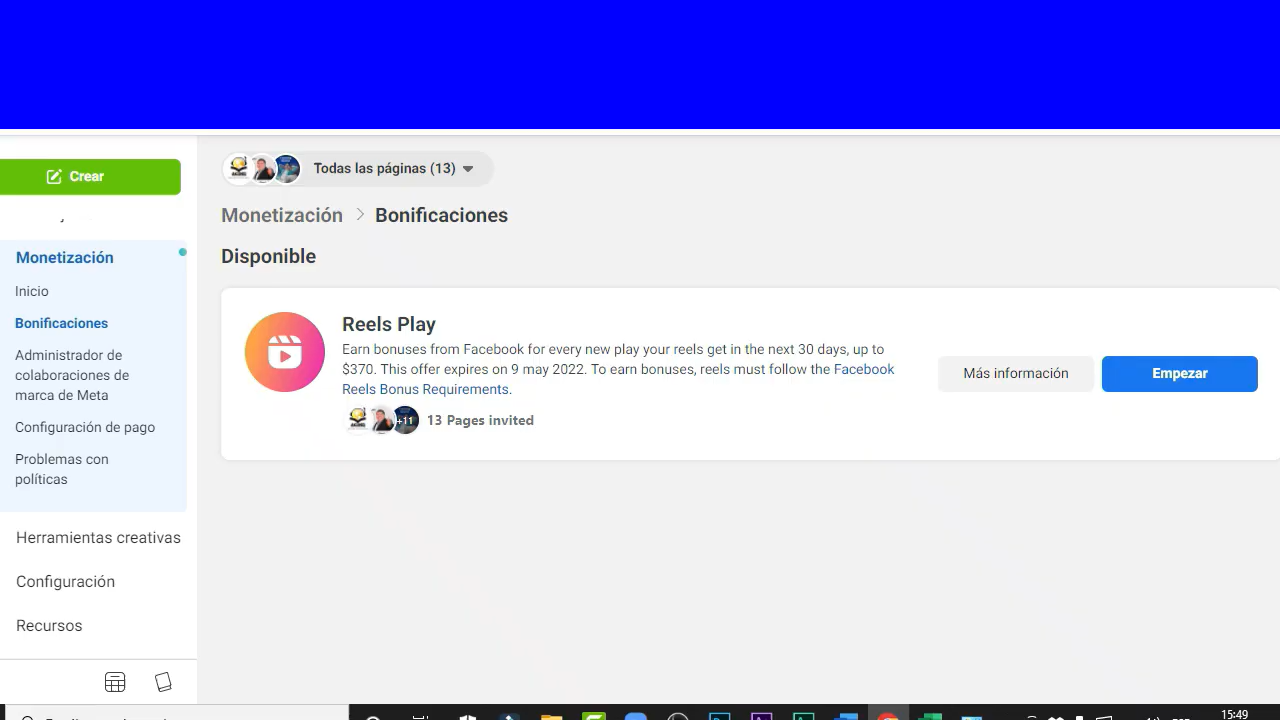 Crear
Todas las páginas (13)
Monetización > Bonificaciones
Monetización
Disponible
Inicio
Bonificaciones
Administrador de
colaboraciones de
marca de Meta
Configuración de pago
Problemas con
políticas
Herramientas creativas
Configuración
Recursos
Reels Play
Earn bonuses from Facebook for every new play your reels get in the next 30 days, up to
$370. This offer expires on 9 may 2022. To earn bonuses, reels must follow the Facebook
Reels Bonus Requirements.
+11
13 Pages invited
Más información
Empezar
15:49